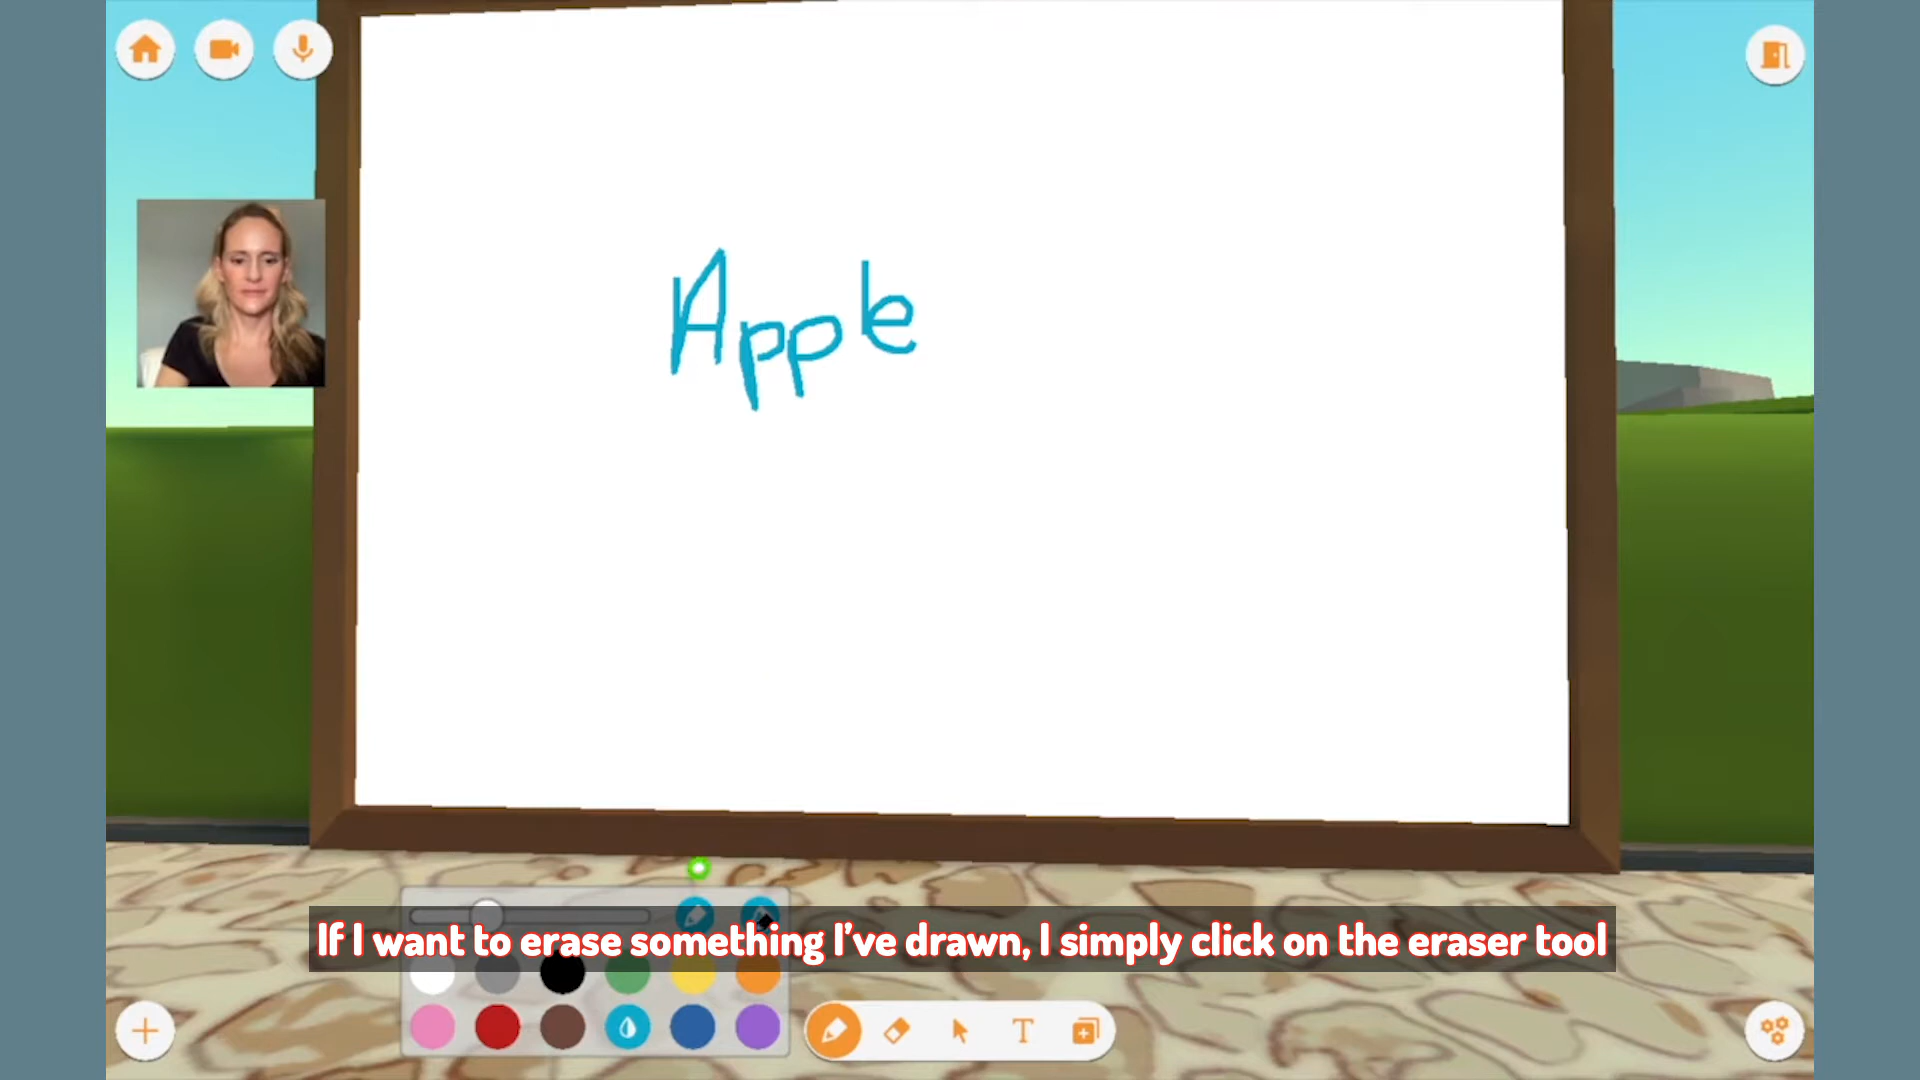 Apple
If I want to erase something I've drawn, I simply click on the eraser tool
T